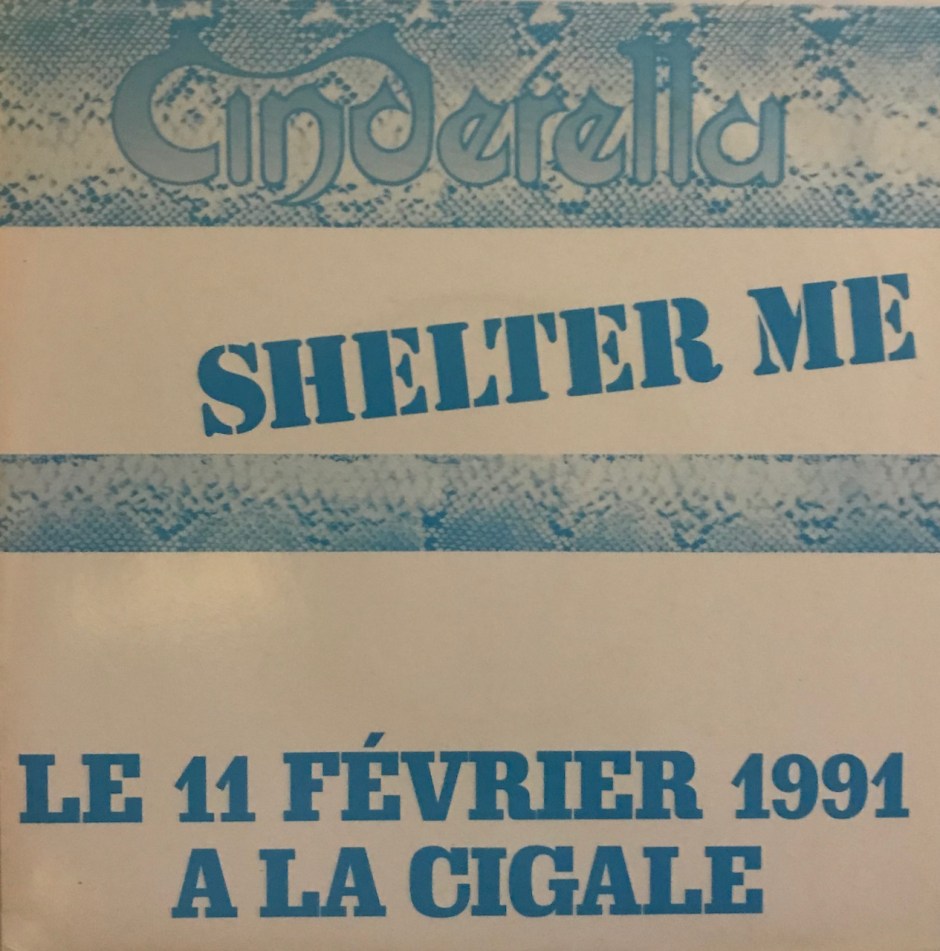 Cinderella
SHELTER ME
LE 11 FÉVRIER 1991
A LA CIGALE